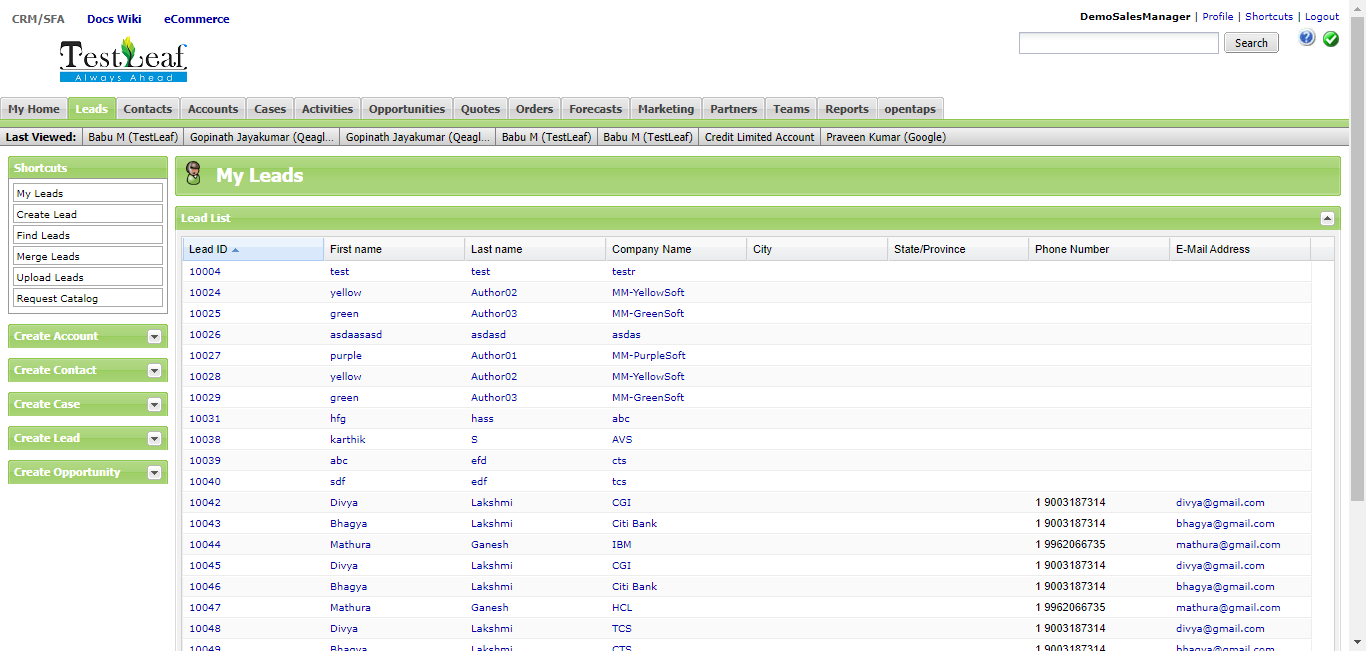 CRM/SFA Docs Wiki eCommerce
DemoSalesManager | Profile | Shortcuts | Logout
Search
TestLeaf
Always Ahead
My Home Leads Contacts Accounts Cases Activities Opportunities Quotes Orders Forecasts Marketing Partners Teams Reports opentaps
Last Viewed: Babu M (TestLeaf) Gopinath Jayakumar (Qeagl... Gopinath Jayakumar (Qeagl... Babu M (TestLeaf) Babu M (TestLeaf) Credit Limited Account Praveen Kumar (Google)
Shortcuts
My Leads
Create Lead
Find Leads
Merge Leads
Upload Leads
Request Catalog
Create Account
Create Contact
Create Case
Create Lead
Create Opportunity
My Leads
Lead List
Lead ID First name Last name Company Name City State/Province Phone Number E-Mail Address
10004 test test testr
10024 yellow Author02 MM-YellowSoft
10025 green Author03 MM-GreenSoft
10026 asdaasasd asdasd asdas
10027 purple Author01 MM-PurpleSoft
10028 yellow Author02 MM-YellowSoft
10029 green Author03 MM-GreenSoft
10031 hfg hass abc
10038 karthik S AVS
10039 abc efd cts
10040 sdf edf tcs
10042 Divya Lakshmi CGI 1 9003187314 divya@gmail.com
10043 Bhagya Lakshmi Citi Bank 1 9003187314 bhagya@gmail.com
10044 Mathura Ganesh IBM 1 9962066735 mathura@gmail.com
10045 Divya Lakshmi CGI 1 9003187314 divya@gmail.com
10046 Bhagya Lakshmi Citi Bank 1 9003187314 bhagya@gmail.com
10047 Mathura Ganesh HCL 1 9962066735 mathura@gmail.com
10048 Divya Lakshmi TCS 1 9003187314 divya@gmail.com
10049 Bhagya Lakshmi CTS 1 9003187314 bhagya@gmail.com